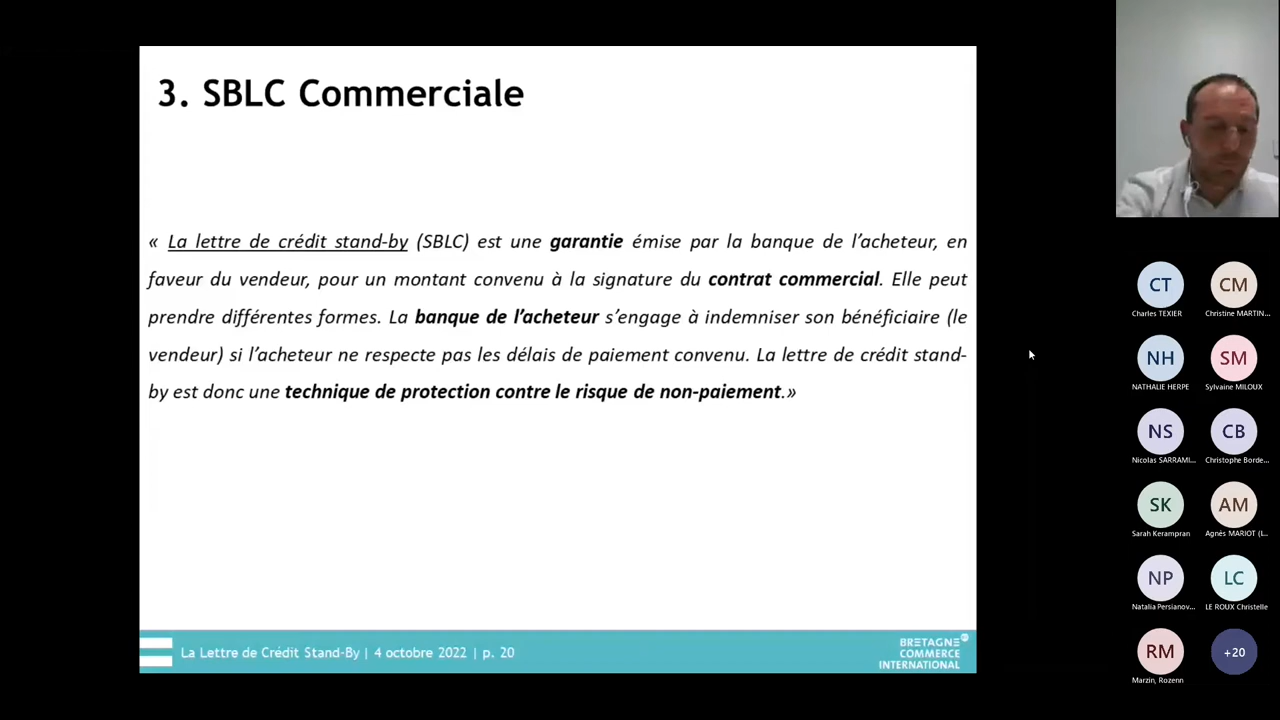 3. SBLC Commerciale
« La lettre de crédit stand-by (SBLC) est une garantie émise par la banque de l’acheteur, en
faveur du vendeur, pour un montant convenu à la signature du contrat commercial. Elle peut
prendre différentes formes. La banque de l’acheteur s’engage à indemniser son bénéficiaire (le
vendeur) si l’acheteur ne respecte pas les délais de paiement convenu. La lettre de crédit stand-
by est donc une technique de protection contre le risque de non-paiement.»
La Lettre de Crédit Stand-By | 4 octobre 2022 | p. 20
BRETAGNE
COMMERCE
INTERNATIONAL
CT
Charles TEXIER
CM
Christine MARTIN...
NH
NATHALIE HERPE
SM
Sylvaine MILOUX
NS
Nicolas SARRAMI...
CB
Christophe Borde...
SK
Sarah Kerampran
AM
Agnès MARIOT (L...
NP
Natalia Persianov...
LC
LE ROUX Christelle
RM
Marzin, Rozenn
+20